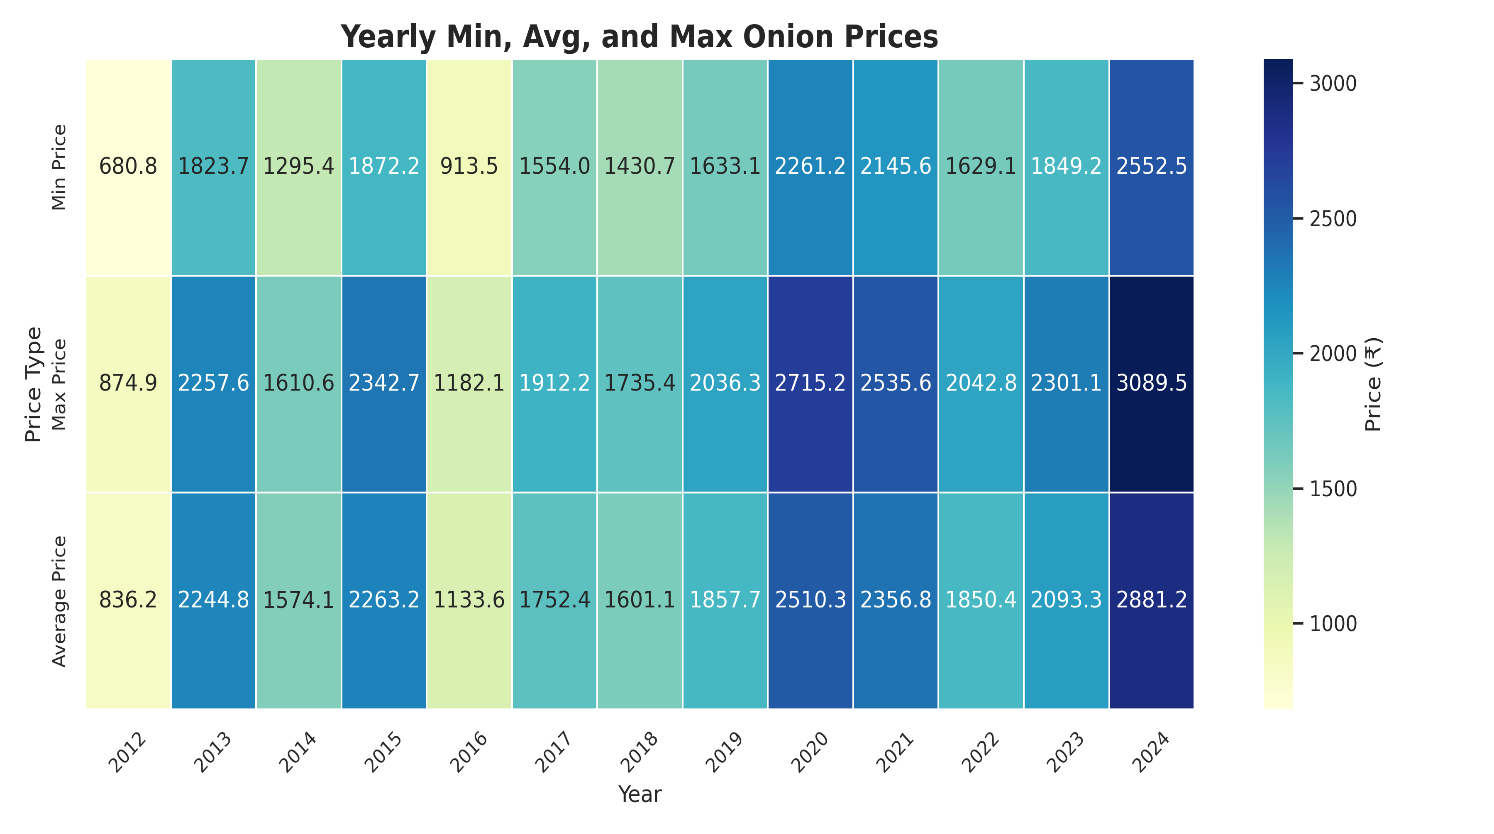 Yearly Min, Avg, and Max Onion Prices
Price Type
Min Price
680.8 1823.7 1295.4 1872.2 913.5 1554.0 1430.7 1633.1 2261.2 2145.6 1629.1 1849.2 2552.5
Max Price
874.9 2257.6 1610.6 2342.7 1182.1 1912.2 1735.4 2036.3 2715.2 2535.6 2042.8 2301.1 3089.5
Average Price
836.2 2244.8 1574.1 2263.2 1133.6 1752.4 1601.1 1857.7 2510.3 2356.8 1850.4 2093.3 2881.2
2012 2013 2014 2015 2016 2017 2018 2019 2020 2021 2022 2023 2024
Year
3000
2500
2000
1500
1000
Price (₹)